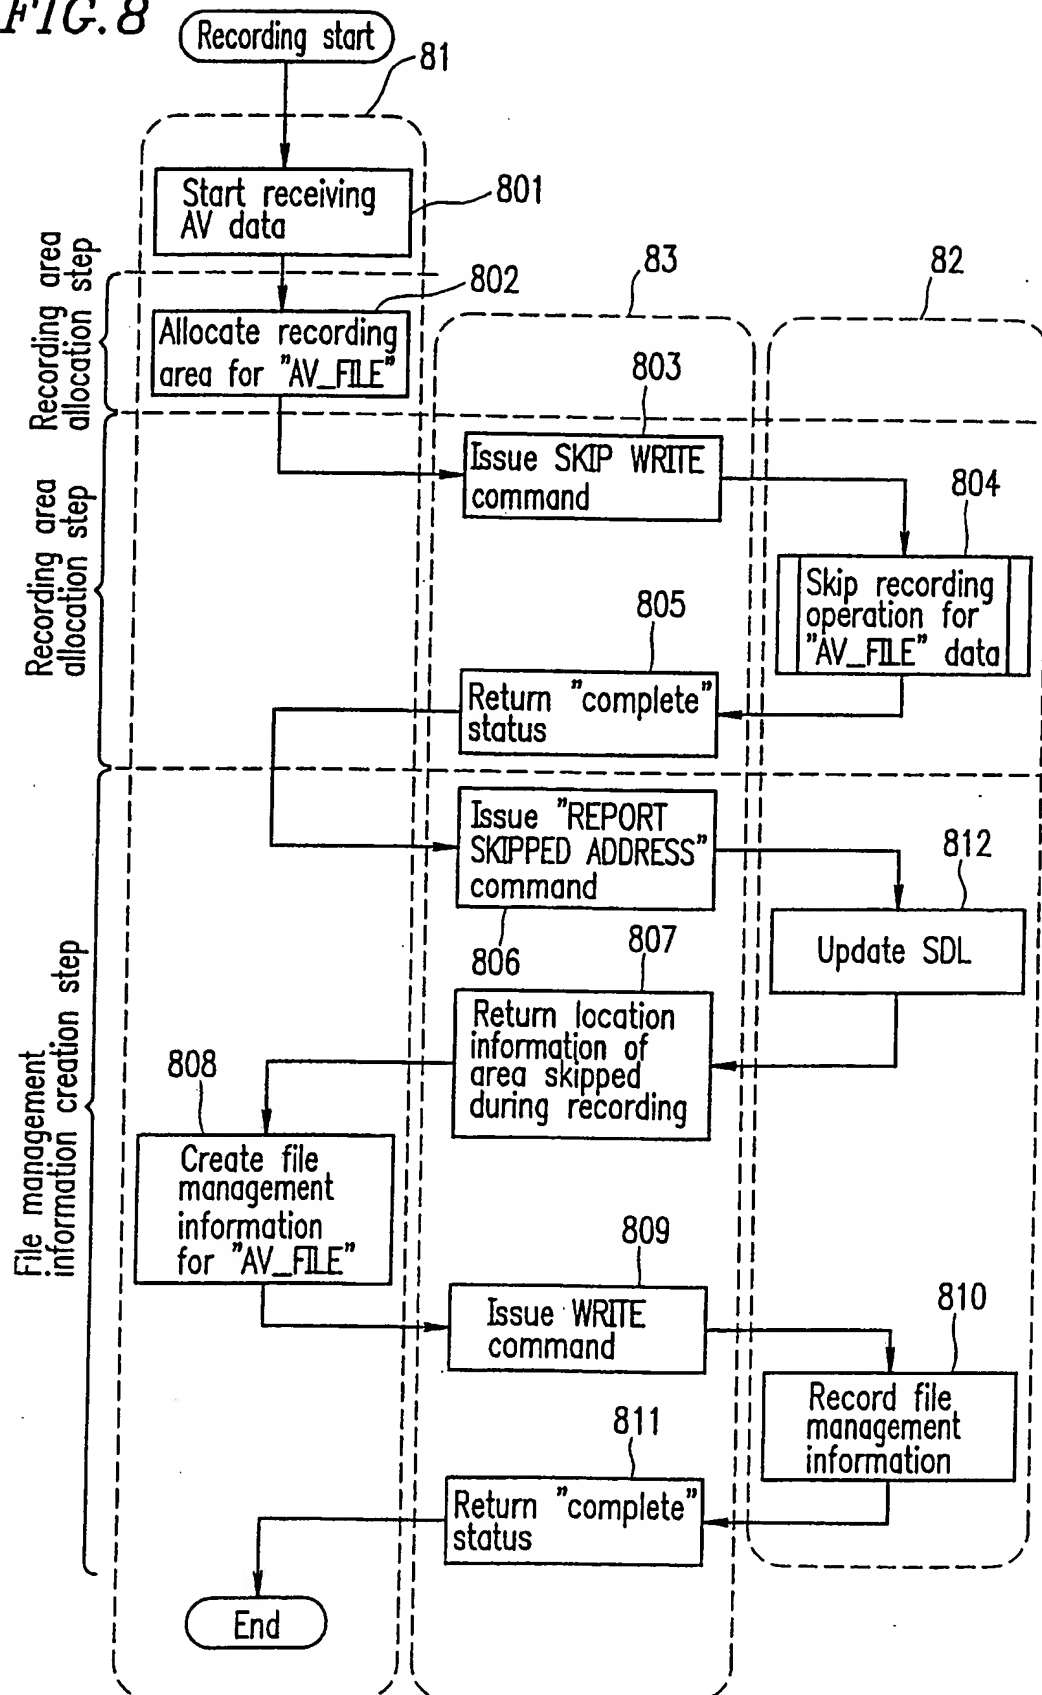 FIG. 8
Recording start
81
Start receiving
AV data
801
Recording area
allocation step
802
Allocate recording
area for "AV_FILE"
83
82
Recording area
allocation step
803
Issue SKIP WRITE
command
804
Skip recording
operation for
"AV_FILE" data
805
Return "complete"
status
File management
information creation step
Issue "REPORT
SKIPPED ADDRESS"
command
806
812
Update SDL
807
Return location
information of
area skipped
during recording
808
Create file
management
information
for "AV_FILE"
809
Issue WRITE
command
810
Record file
management
information
811
Return "complete"
status
End